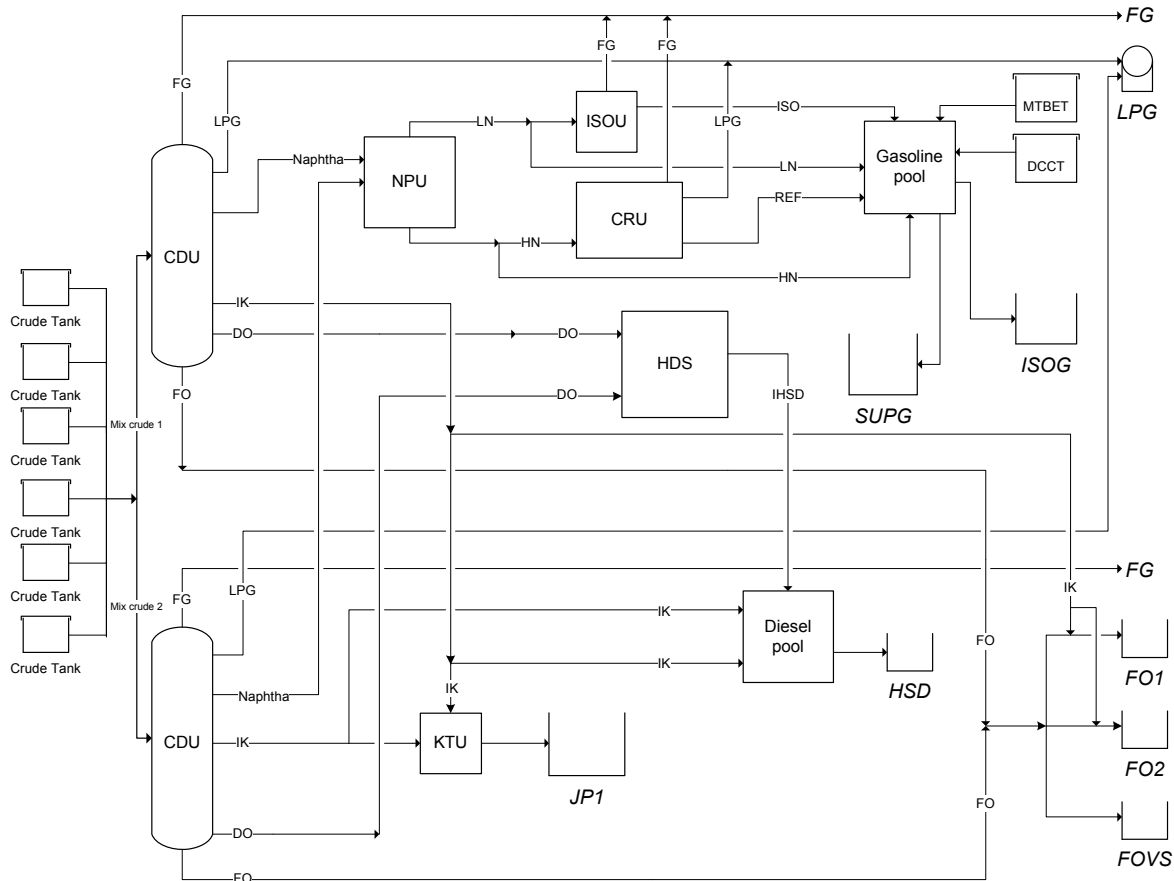 FG
FG
FG
FG
LPG
LPG
LPG
LN
ISOU
ISO
MTBET
DCCT
Naphtha
NPU
LN
Gasoline
pool
CDU
CRU
REF
HN
HN
IK
DO
DO
HDS
ISOG
Crude Tank
Crude Tank
Crude Tank
Crude Tank
Crude Tank
Crude Tank
FO
DO
IHSD
SUPG
Mix crude 1
Mix crude 2
FG
LPG
FG
IK
IK
Diesel
pool
FO
FO1
HSD
IK
IK
Naphtha
CDU
IK
KTU
JP1
FO2
FO
DO
FOVS
FO